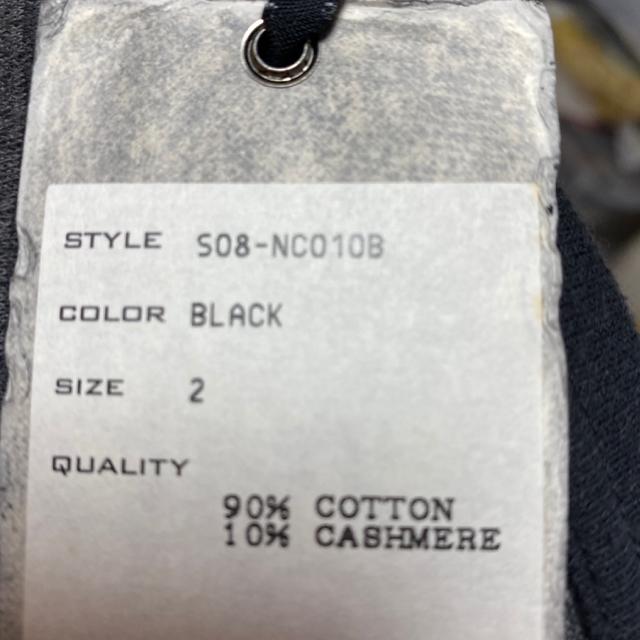 STYLE S08-NC010B
COLOR BLACK
SIZE 2
QUALITY
90% COTTON
10% CASHMERE